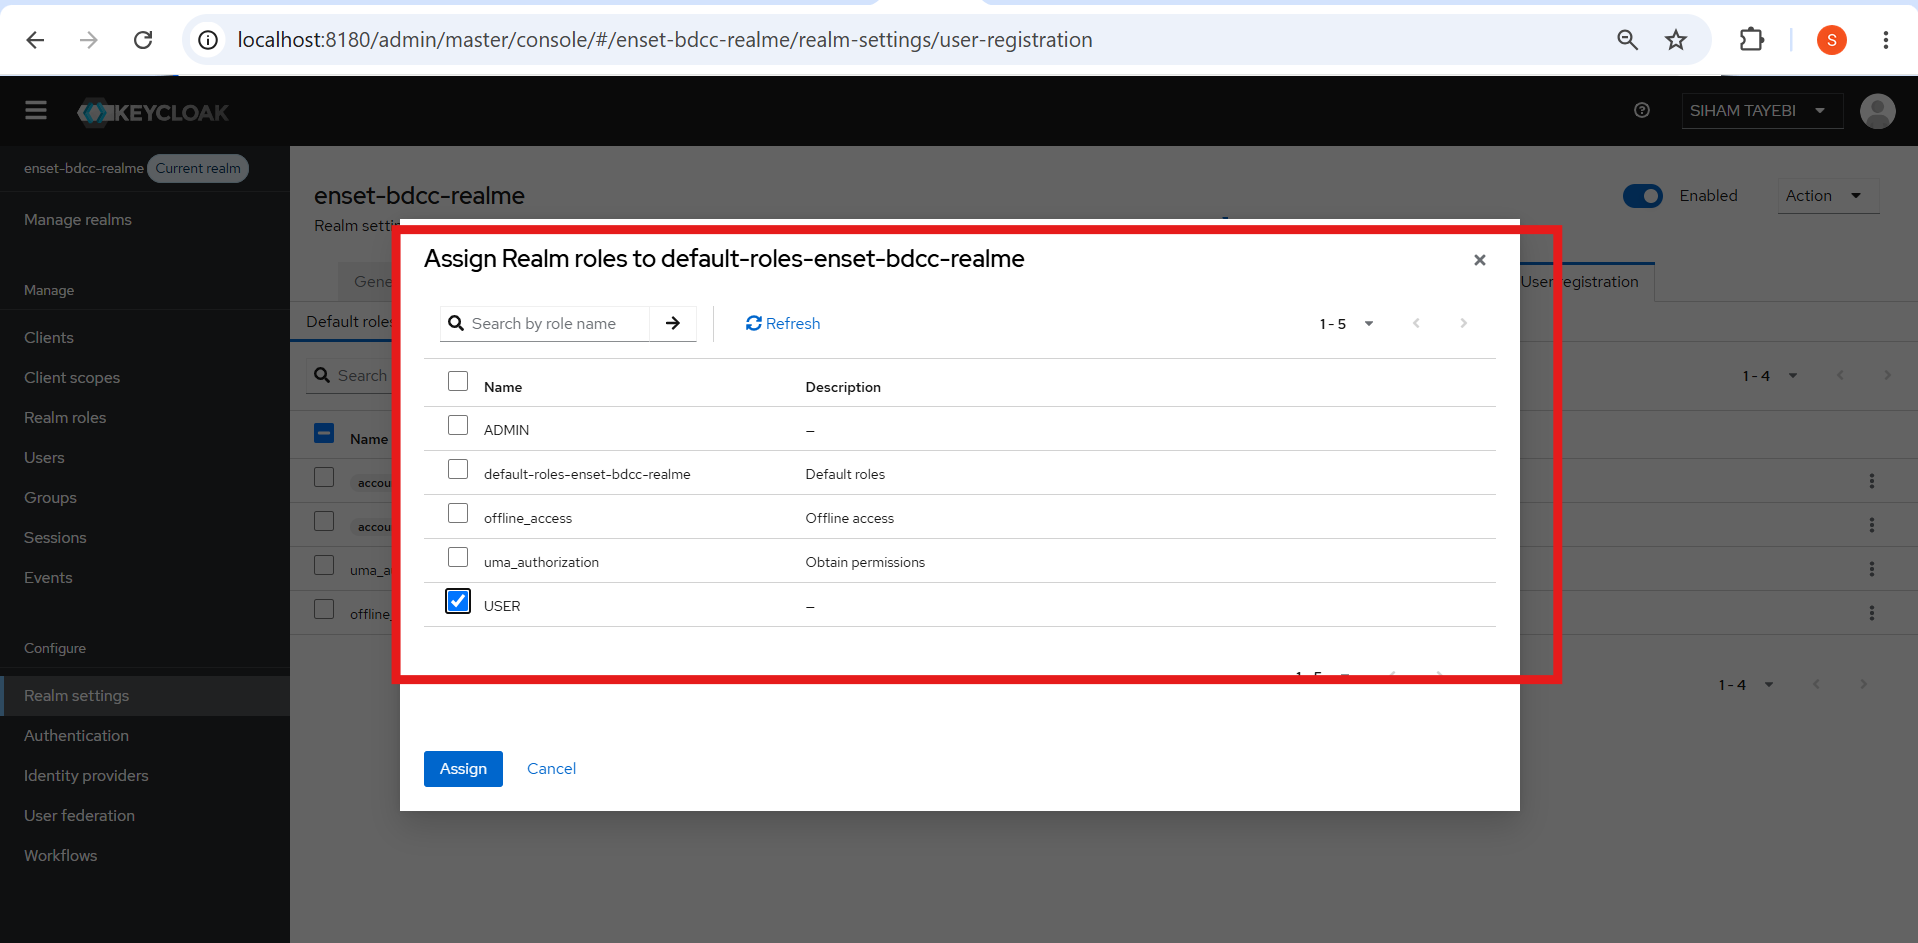 localhost:8180/admin/master/console/#/enset-bdcc-realme/realm-settings/user-registration
S
KEYCLOAK
SIHAM TAYEBI
enset-bdcc-realme Current realm
Manage realms
Manage
Clients
Client scopes
Realm roles
Users
Groups
Sessions
Events
Configure
Realm settings
Authentication
Identity providers
User federation
Workflows
enset-bdcc-realme
Enabled
Action
Realm setti
Gene
User registration
Default roles
Search
1 - 4
Name
accou
accou
uma_a
offline_
1 - 4
Assign Realm roles to default-roles-enset-bdcc-realme
Search by role name
Refresh
1 - 5
Name Description
ADMIN –
default-roles-enset-bdcc-realme Default roles
offline_access Offline access
uma_authorization Obtain permissions
USER –
1 - 5
Assign Cancel